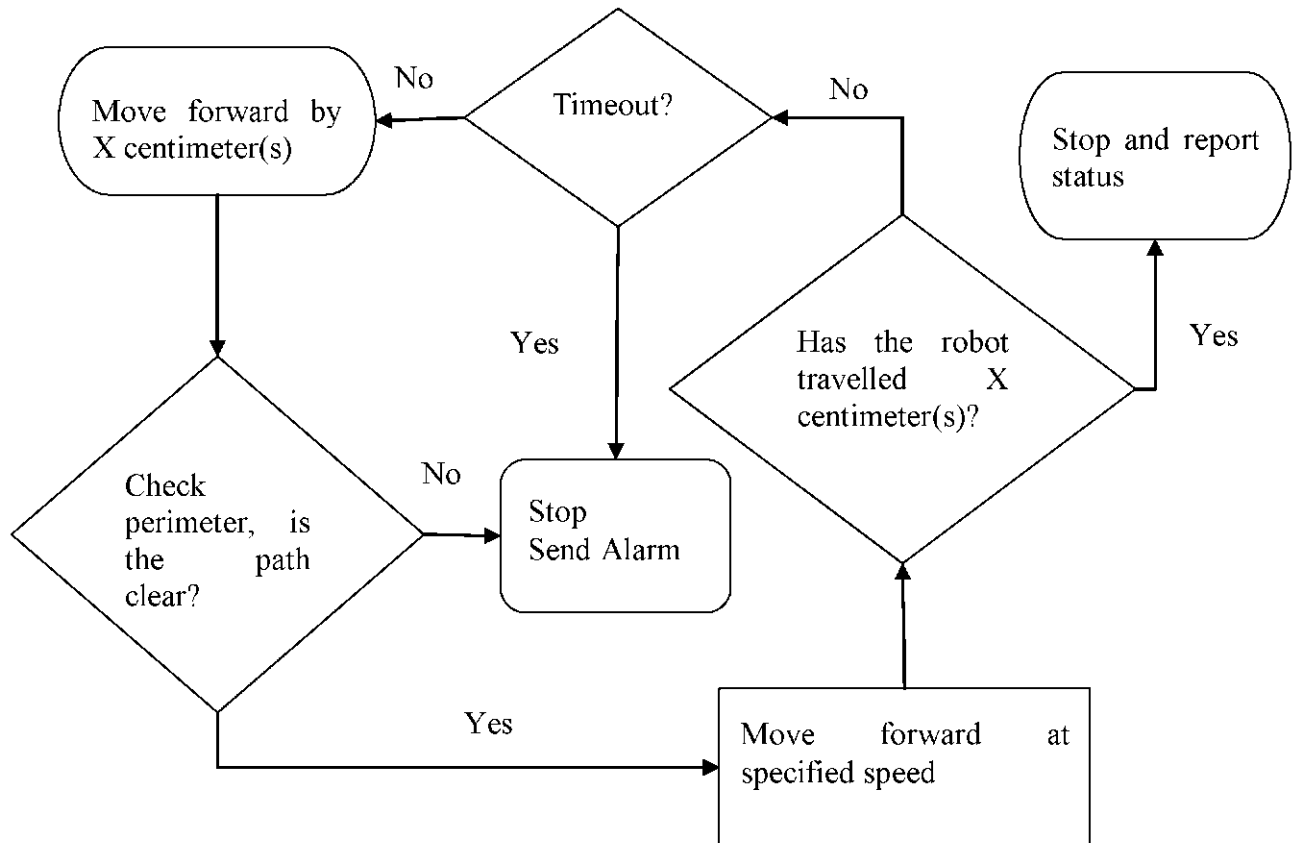 Move forward by
X centimeter(s)
No
Timeout?
No
Stop and report
status
Yes
Has the robot
travelled X
centimeter(s)?
Yes
Check
perimeter, is
the path
clear?
No
Stop
Send Alarm
Yes
Move forward at
specified speed